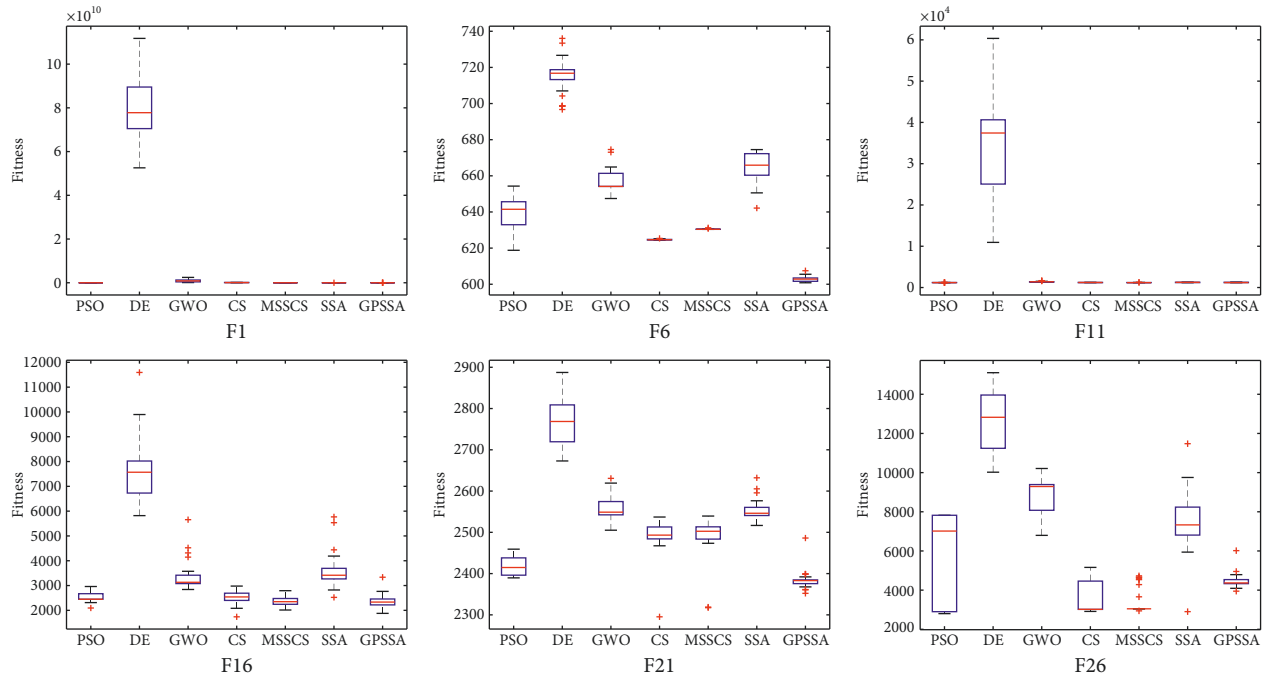 ×10¹⁰
10
8
6
4
2
0
Fitness
PSO DE GWO CS MSSCS SSA GPSSA
F1
740
720
700
680
660
640
620
600
Fitness
PSO DE GWO CS MSSCS SSA GPSSA
F6
×10⁴
6
5
4
3
2
1
0
Fitness
PSO DE GWO CS MSSCS SSA GPSSA
F11
12000
11000
10000
9000
8000
7000
6000
5000
4000
3000
2000
Fitness
PSO DE GWO CS MSSCS SSA GPSSA
F16
2900
2800
2700
2600
2500
2400
2300
Fitness
PSO DE GWO CS MSSCS SSA GPSSA
F21
14000
12000
10000
8000
6000
4000
2000
Fitness
PSO DE GWO CS MSSCS SSA GPSSA
F26